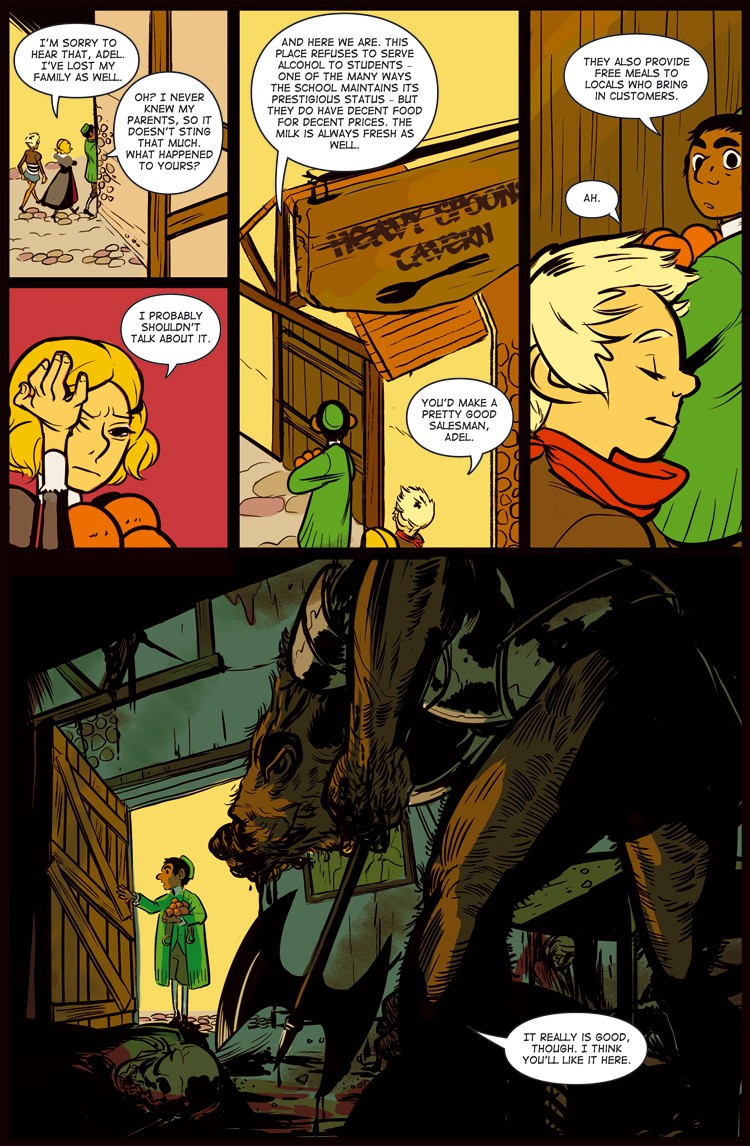 I'M SORRY TO
HEAR THAT, ADEL.
I'VE LOST MY
FAMILY AS WELL.
OH? I NEVER
KNEW MY
PARENTS, SO IT
DOESN'T STING
THAT MUCH.
WHAT HAPPENED
TO YOURS?
I PROBABLY
SHOULDN'T
TALK ABOUT IT.
AND HERE WE ARE. THIS
PLACE REFUSES TO SERVE
ALCOHOL TO STUDENTS –
ONE OF THE MANY WAYS
THE SCHOOL MAINTAINS ITS
PRESTIGIOUS STATUS – BUT
THEY DO HAVE DECENT FOOD
FOR DECENT PRICES. THE
MILK IS ALWAYS FRESH AS
WELL.
HEAVY SPOONS
TAVERN
YOU'D MAKE A
PRETTY GOOD
SALESMAN,
ADEL.
THEY ALSO PROVIDE
FREE MEALS TO
LOCALS WHO BRING
IN CUSTOMERS.
AH.
IT REALLY IS GOOD,
THOUGH. I THINK
YOU'LL LIKE IT HERE.